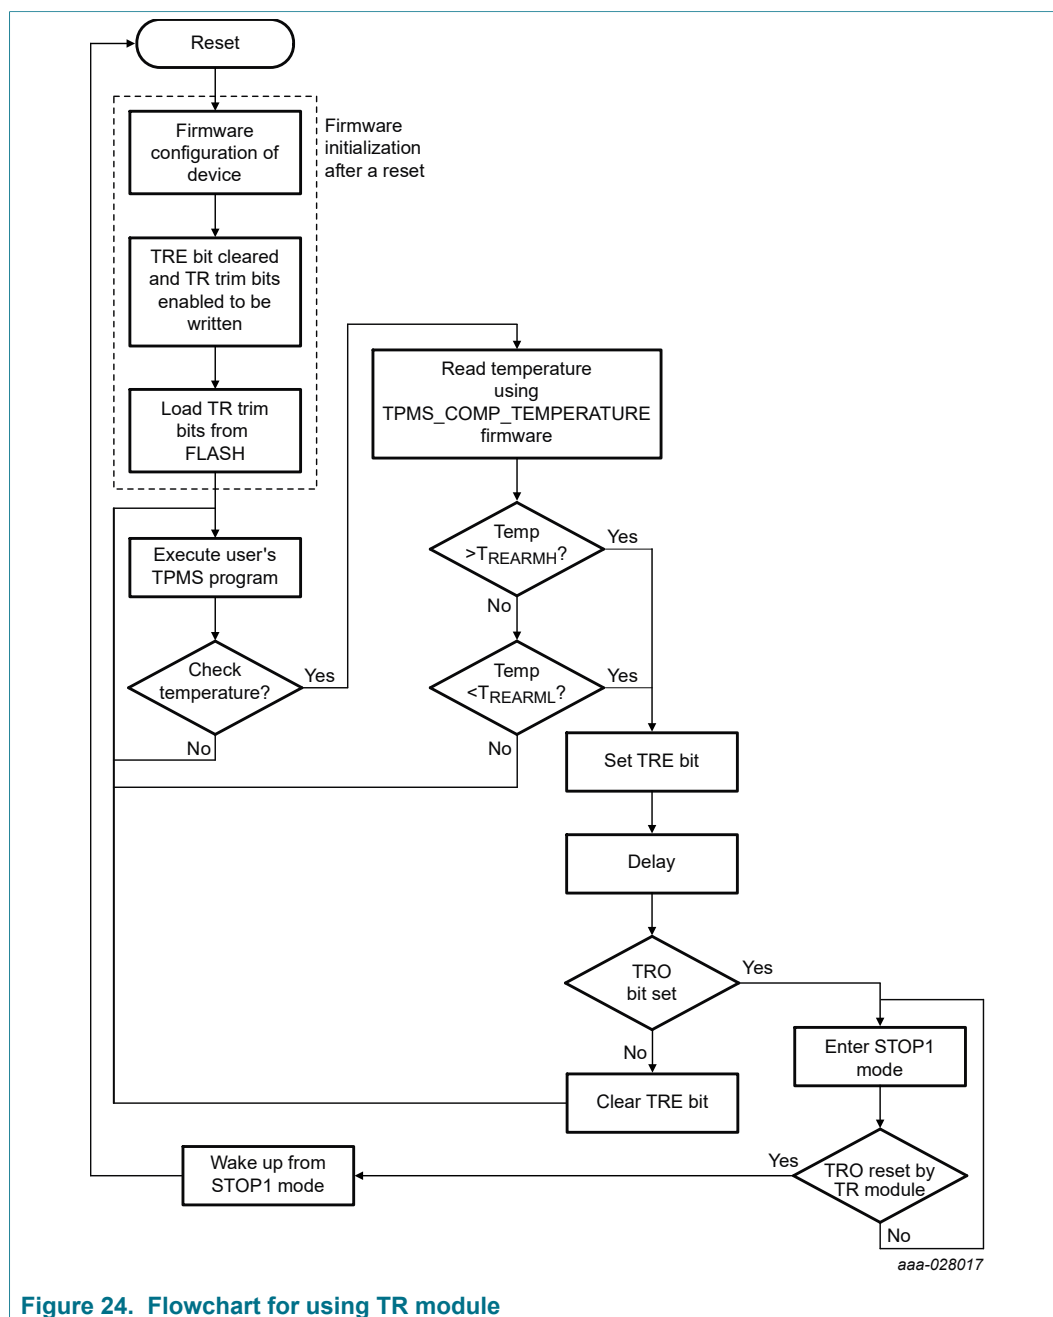 Reset
Firmware
configuration of
device
Firmware
initialization
after a reset
TRE bit cleared
and TR trim bits
enabled to be
written
Load TR trim
bits from
FLASH
Execute user's
TPMS program
Check
temperature?
Yes
No
Read temperature
using
TPMS_COMP_TEMPERATURE
firmware
Temp
>TREARMH?
Yes
No
Temp
<TREARML?
Yes
No
Set TRE bit
Delay
TRO
bit set
Yes
No
Clear TRE bit
Enter STOP1
mode
TRO reset by
TR module
Yes
No
Wake up from
STOP1 mode
aaa-028017
Figure 24. Flowchart for using TR module